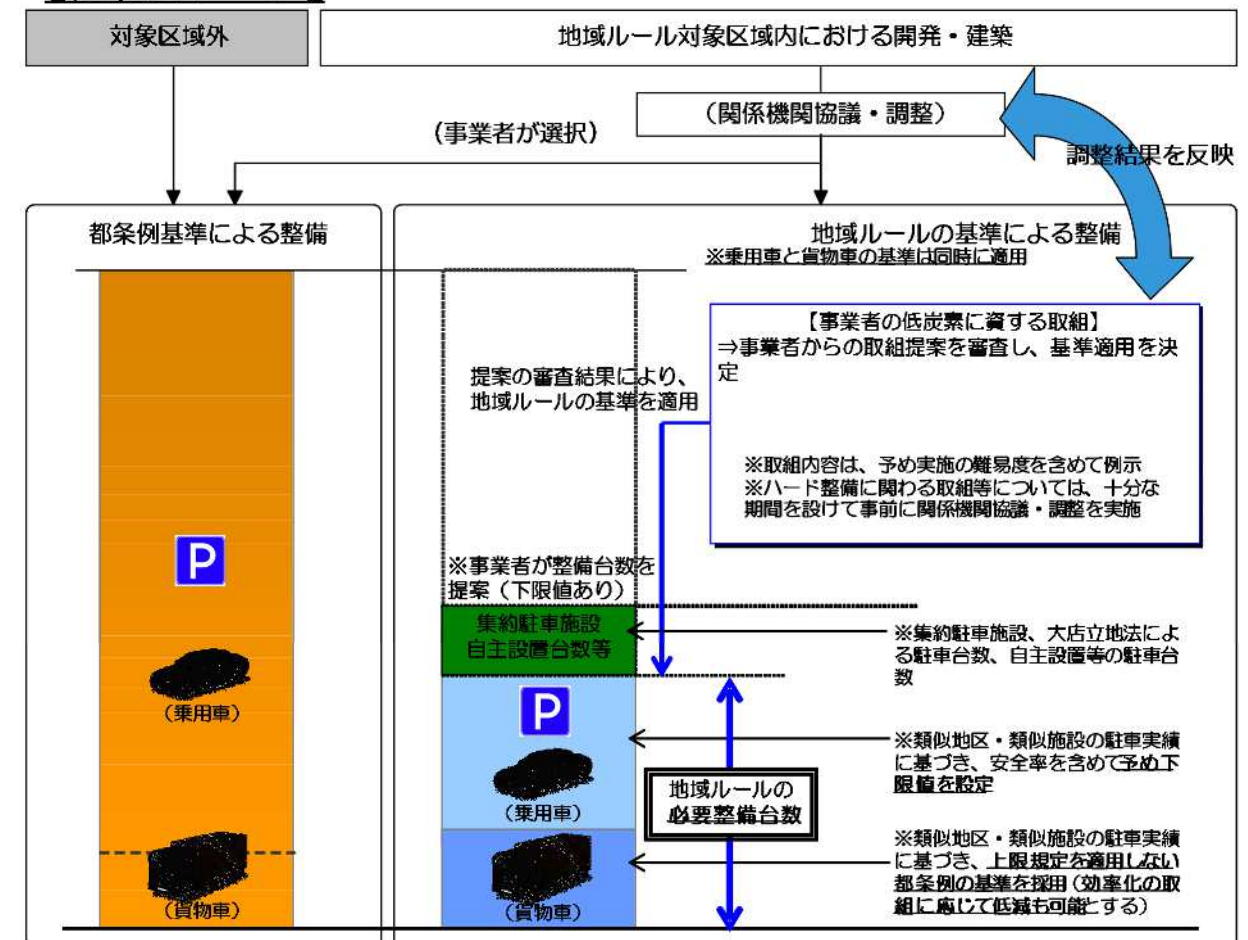 対象区域外
地域ルール対象区域内における開発・建築
（関係機関協議・調整）
（事業者が選択）
調整結果を反映
都条例基準による整備
地域ルールの基準による整備
※乗用車と貨物車の基準は同時に適用
【事業者の低炭素に資する取組】
⇒事業者からの取組提案を審査し、基準適用を決
定
提案の審査結果により、
地域ルールの基準を適用
※取組内容は、予め実施の難易度を含めて例示
※ハード整備に関わる取組等については、十分な
期間を設けて事前に関係機関協議・調整を実施
P
（乗用車）
（貨物車）
※事業者が整備台数を
提案（下限値あり）
集約駐車施設
自主設置台数等
※集約駐車施設、大店立地法によ
る駐車台数、自主設置等の駐車台
数
P
（乗用車）
地域ルールの
必要整備台数
※類似地区・類似施設の駐車実績
に基づき、安全率を含めて予め下
限値を設定
（貨物車）
※類似地区・類似施設の駐車実績
に基づき、上限規定を適用しない
都条例の基準を採用（効率化の取
組に応じて低減も可能とする）